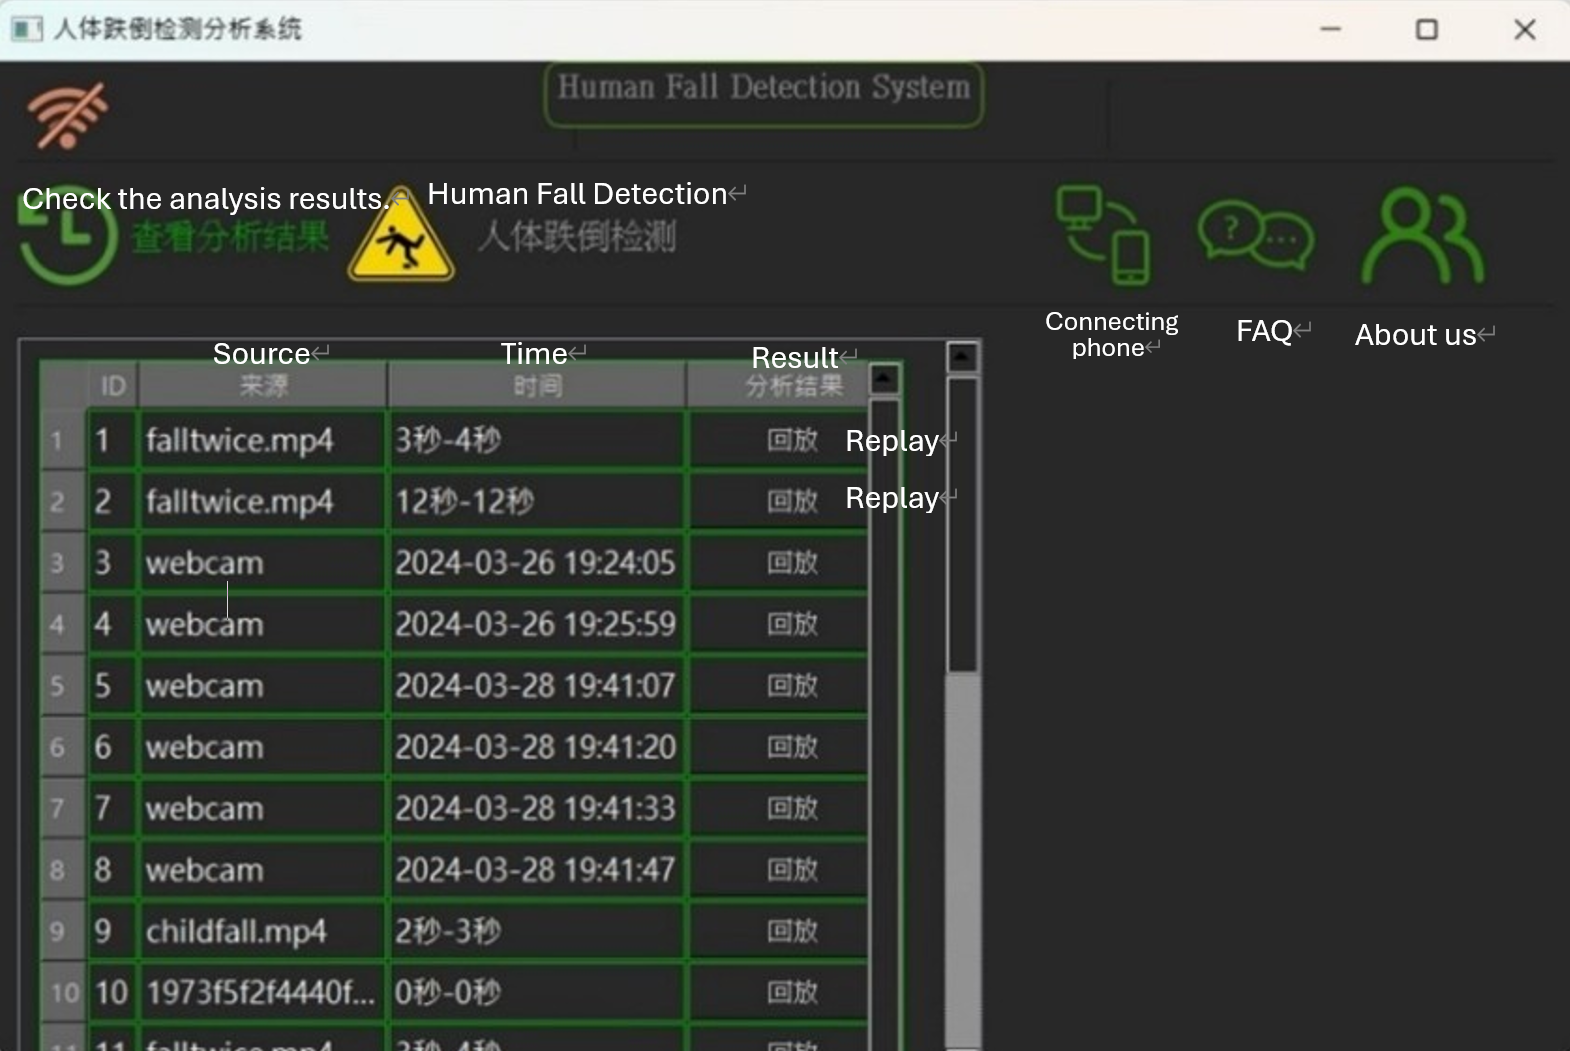 人体跌倒检测分析系统
Human Fall Detection System
Check the analysis results.↵
Human Fall Detection↵
查看分析结果
人体跌倒检测
?
Connecting
phone↵
FAQ↵
About us↵
Source↵ Time↵ Result↵
ID 来源 时间 分析结果
1 1 falltwice.mp4 3秒-4秒 回放 Replay↵
2 2 falltwice.mp4 12秒-12秒 回放 Replay↵
3 3 webcam 2024-03-26 19:24:05 回放
4 4 webcam 2024-03-26 19:25:59 回放
5 5 webcam 2024-03-28 19:41:07 回放
6 6 webcam 2024-03-28 19:41:20 回放
7 7 webcam 2024-03-28 19:41:33 回放
8 8 webcam 2024-03-28 19:41:47 回放
9 9 childfall.mp4 2秒-3秒 回放
10 10 1973f5f2f4440f... 0秒-0秒 回放
11 11 falltwice.mp4 3秒-4秒 回放